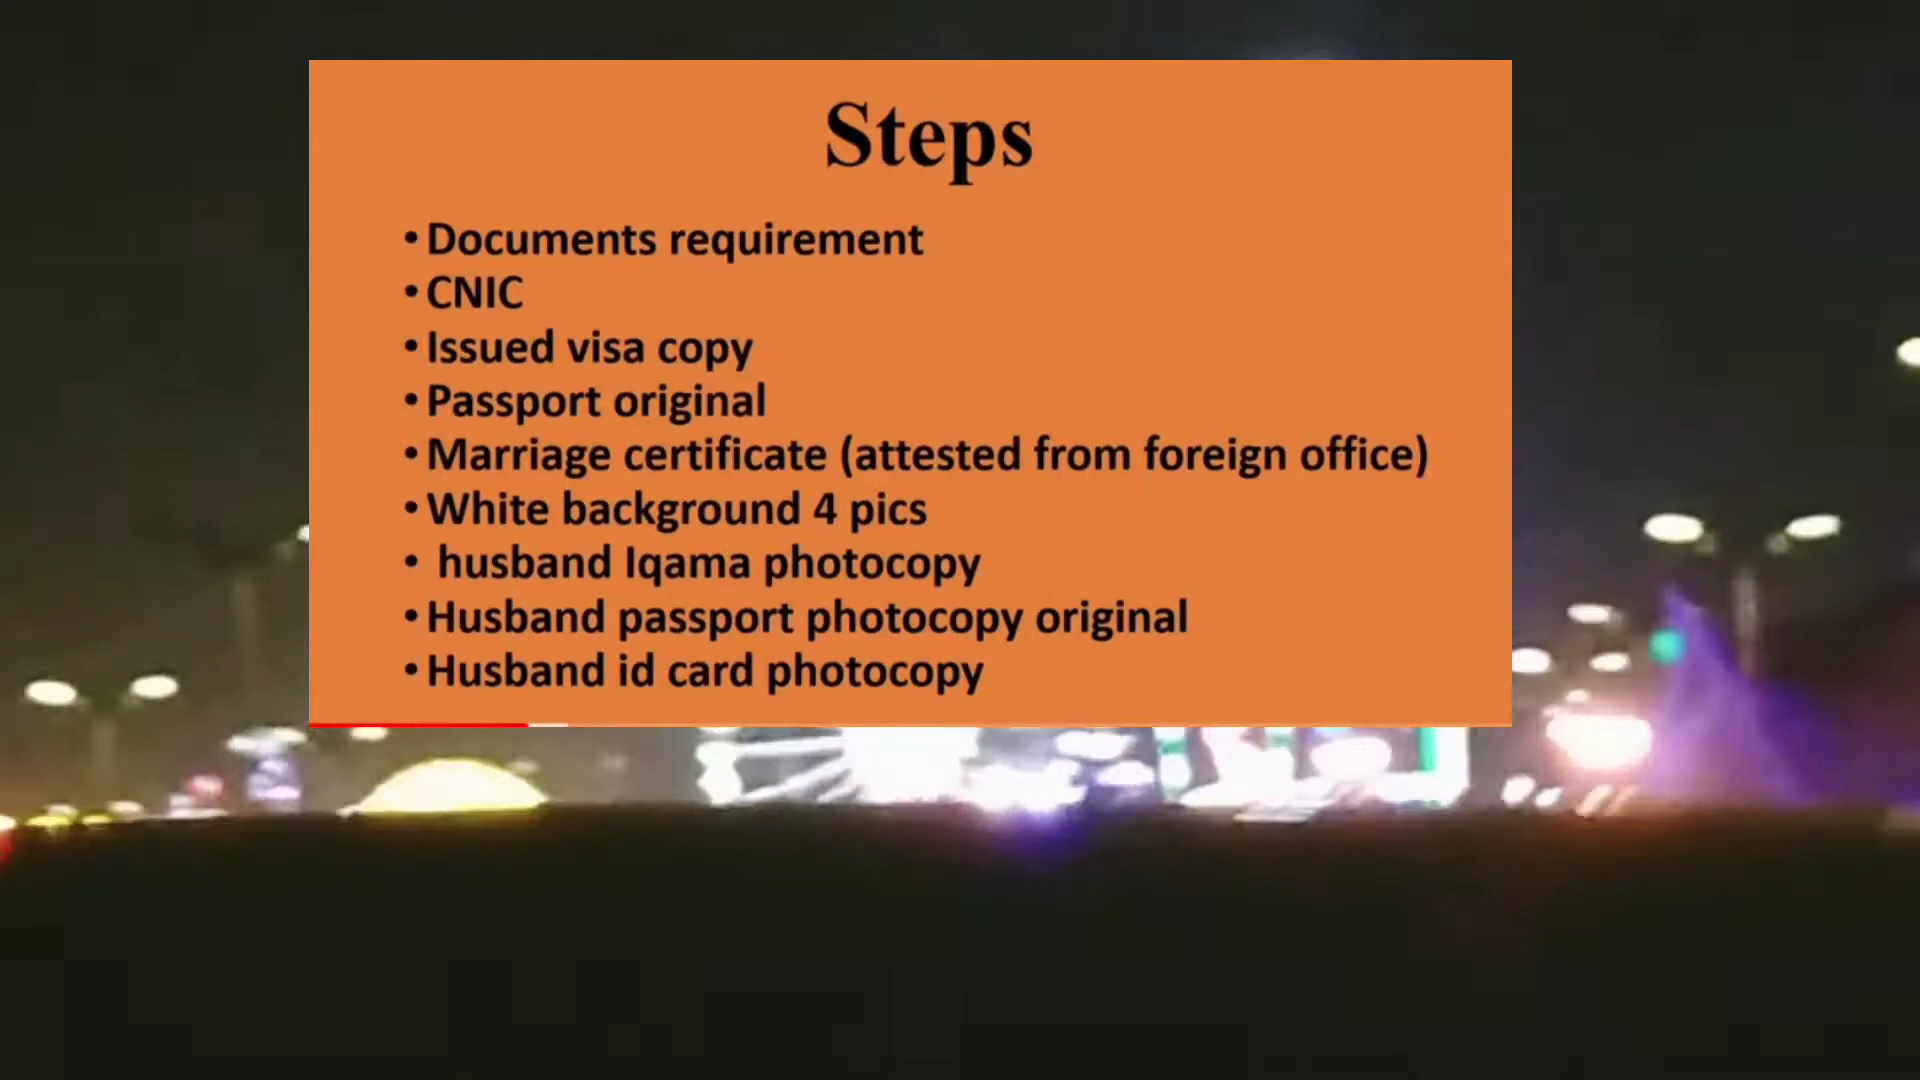 Steps
• Documents requirement
• CNIC
• Issued visa copy
• Passport original
• Marriage certificate (attested from foreign office)
• White background 4 pics
• husband Iqama photocopy
• Husband passport photocopy original
• Husband id card photocopy